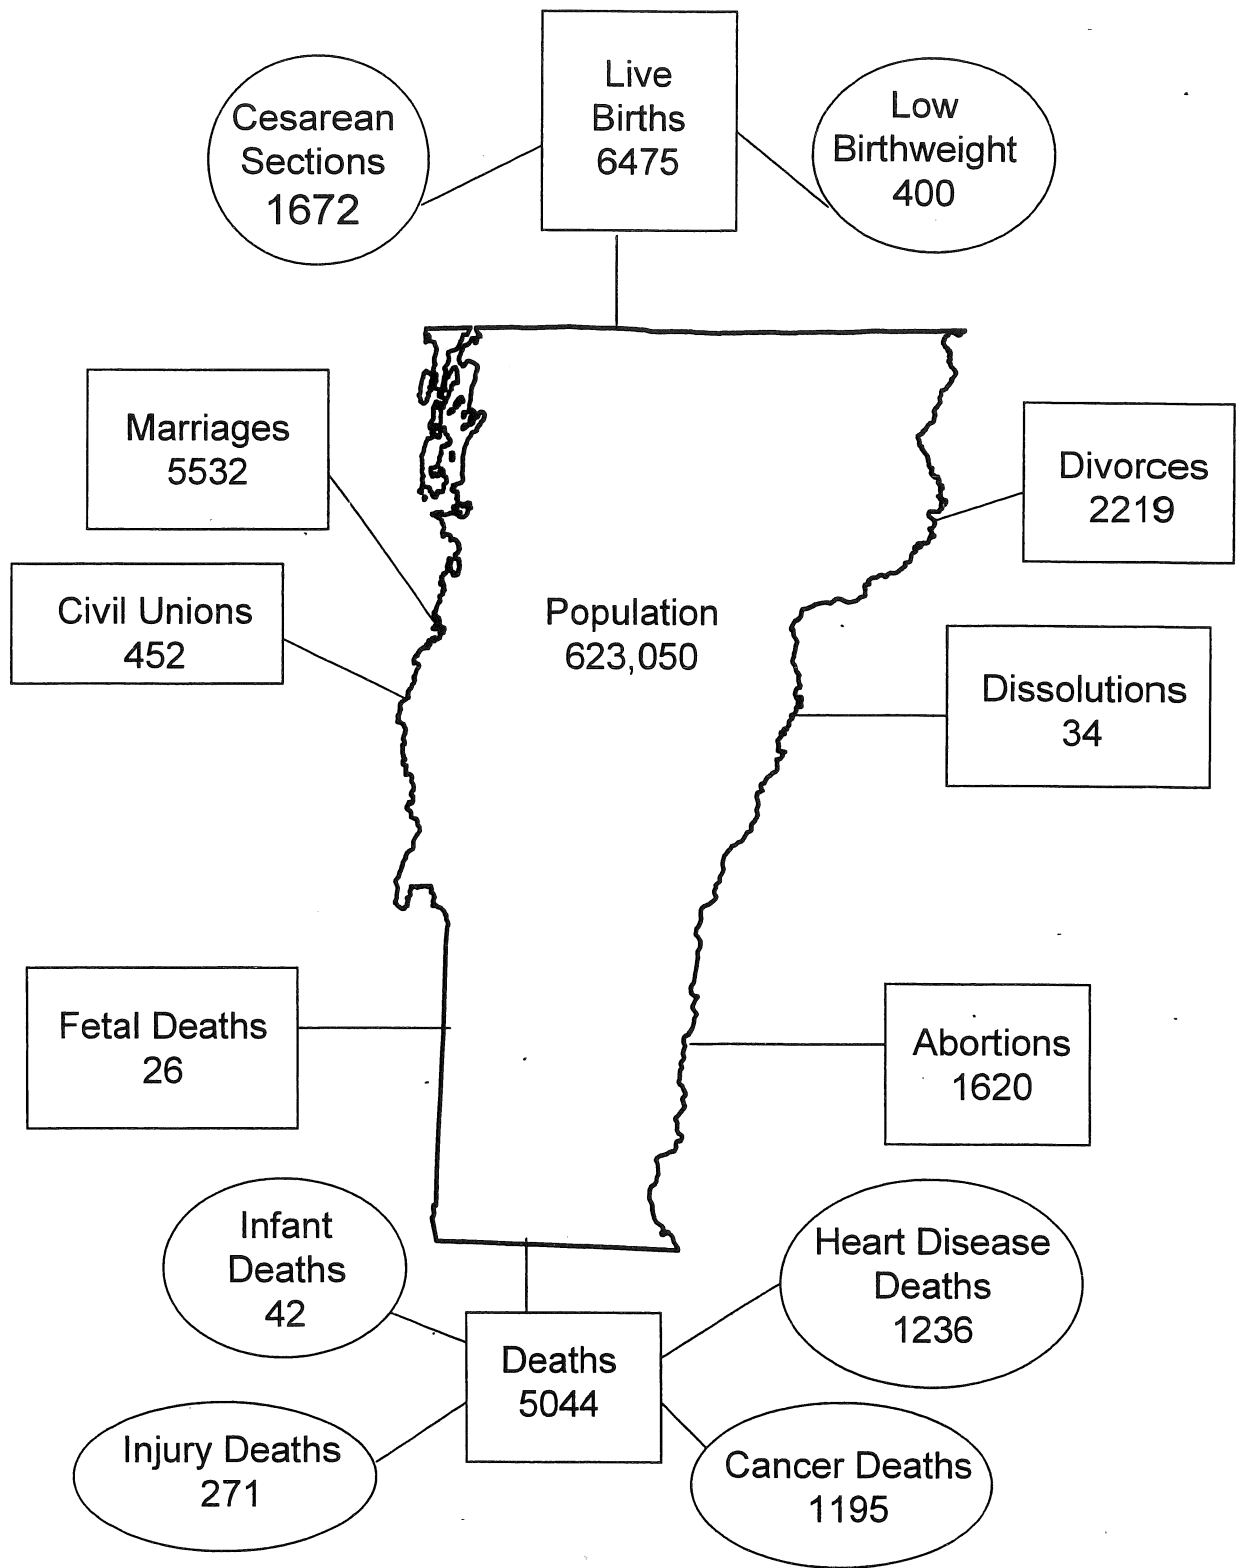 Live
Births
6475
Cesarean
Sections
1672
Low
Birthweight
400
Marriages
5532
Divorces
2219
Civil Unions
452
Population
623,050
Dissolutions
34
Fetal Deaths
26
Abortions
1620
Infant
Deaths
42
Heart Disease
Deaths
1236
Deaths
5044
Injury Deaths
271
Cancer Deaths
1195